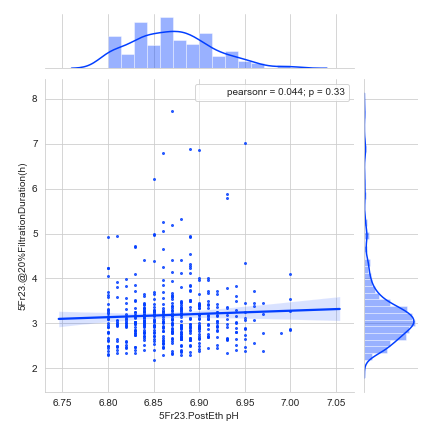 pearsonr = 0.044; p = 0.33
8
7
6
5
4
3
2
5Fr23.@20%FiltrationDuration(h)
6.75 6.80 6.85 6.90 6.95 7.00 7.05
5Fr23.PostEth pH